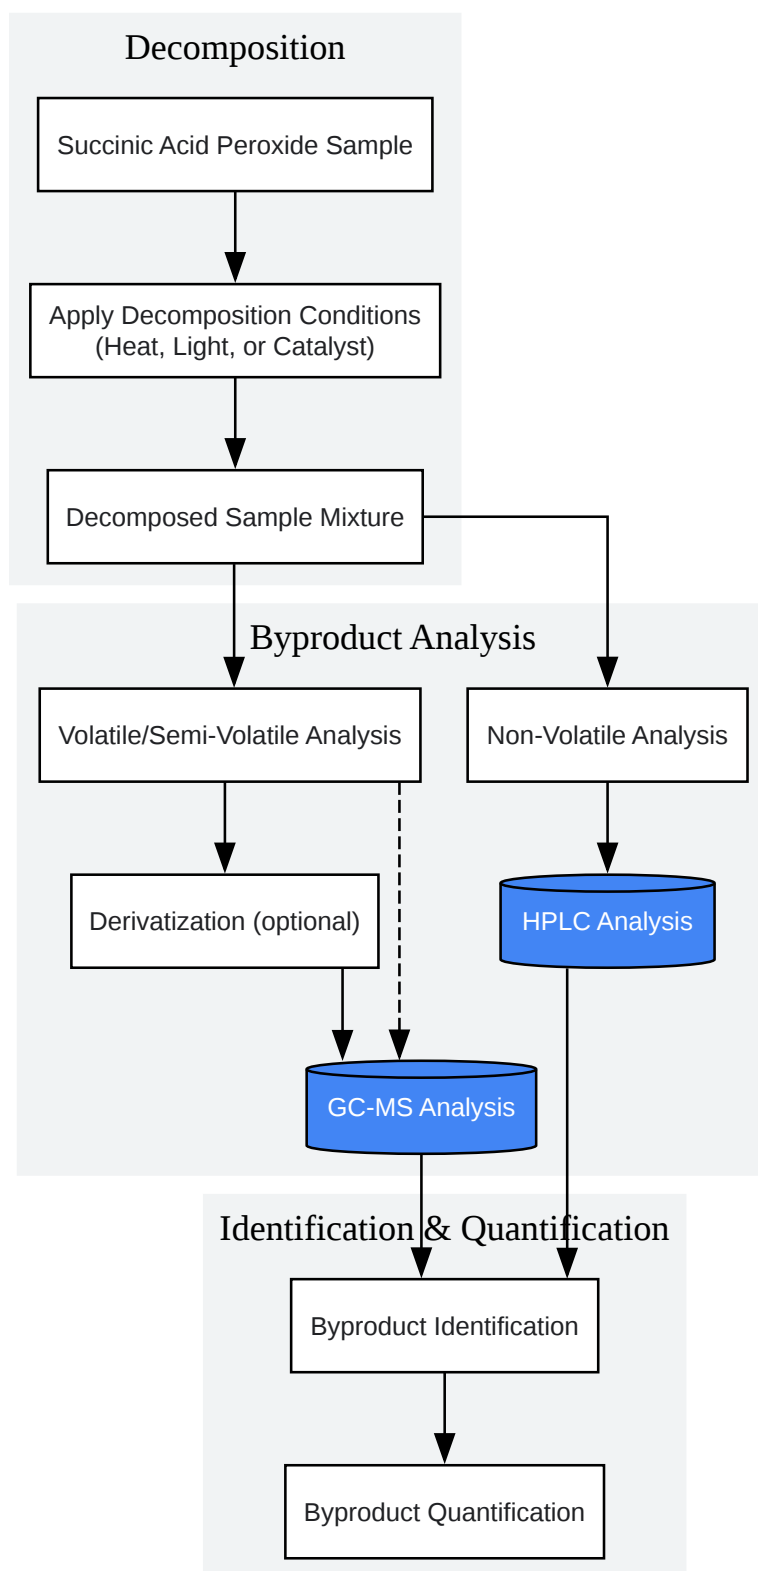 Decomposition
Succinic Acid Peroxide Sample
Apply Decomposition Conditions
(Heat, Light, or Catalyst)
Decomposed Sample Mixture
Byproduct Analysis
Volatile/Semi-Volatile Analysis
Non-Volatile Analysis
Derivatization (optional)
HPLC Analysis
GC-MS Analysis
Identification & Quantification
Byproduct Identification
Byproduct Quantification